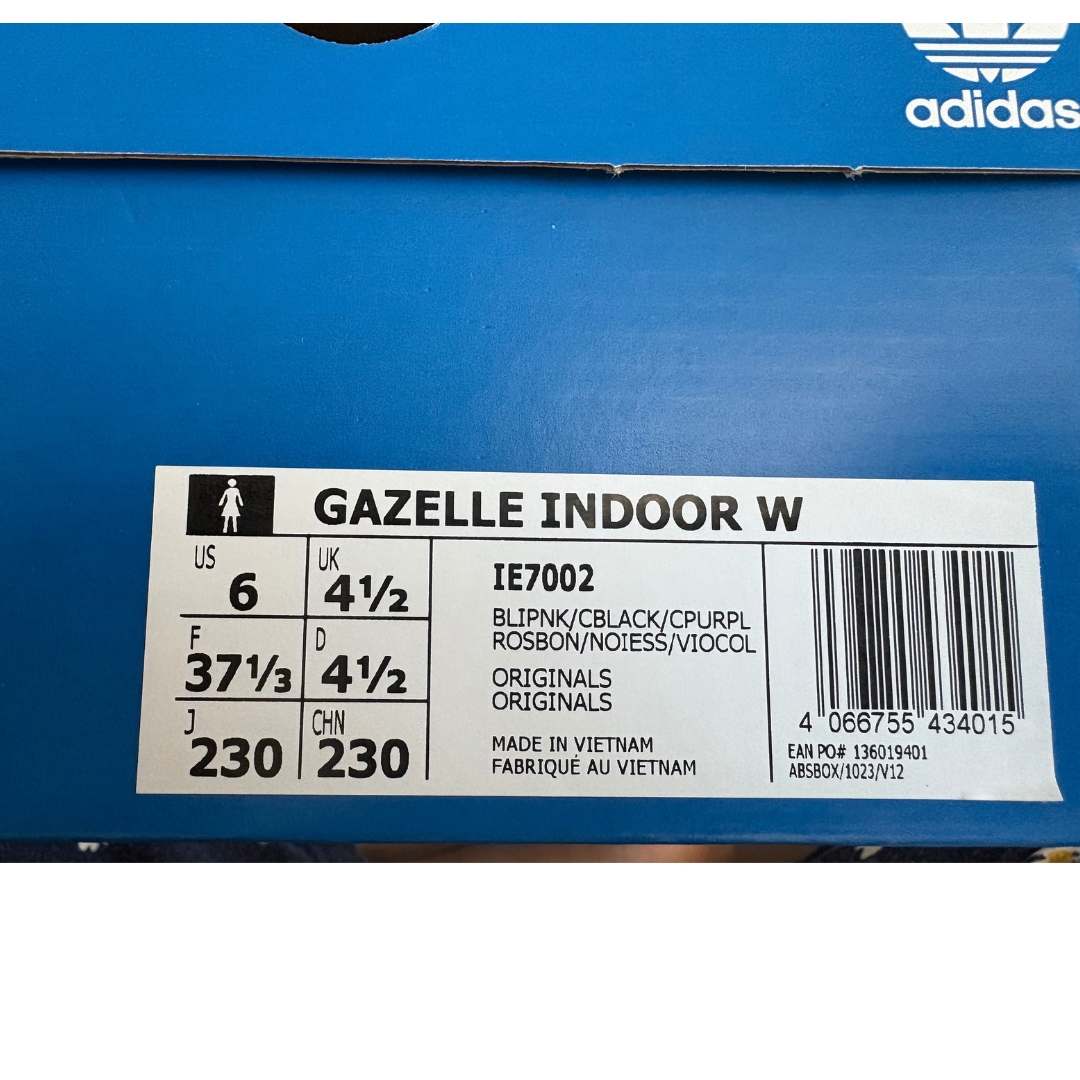 adidas
GAZELLE INDOOR W
US
6
UK
4½
F
37⅓
D
4½
J
230
CHN
230
IE7002
BLIPNK/CBLACK/CPURPL
ROSBON/NOIESS/VIOCOL
ORIGINALS
ORIGINALS
MADE IN VIETNAM
FABRIQUÉ AU VIETNAM
4 066755 434015
EAN PO# 136019401
ABSBOX/1023/V12